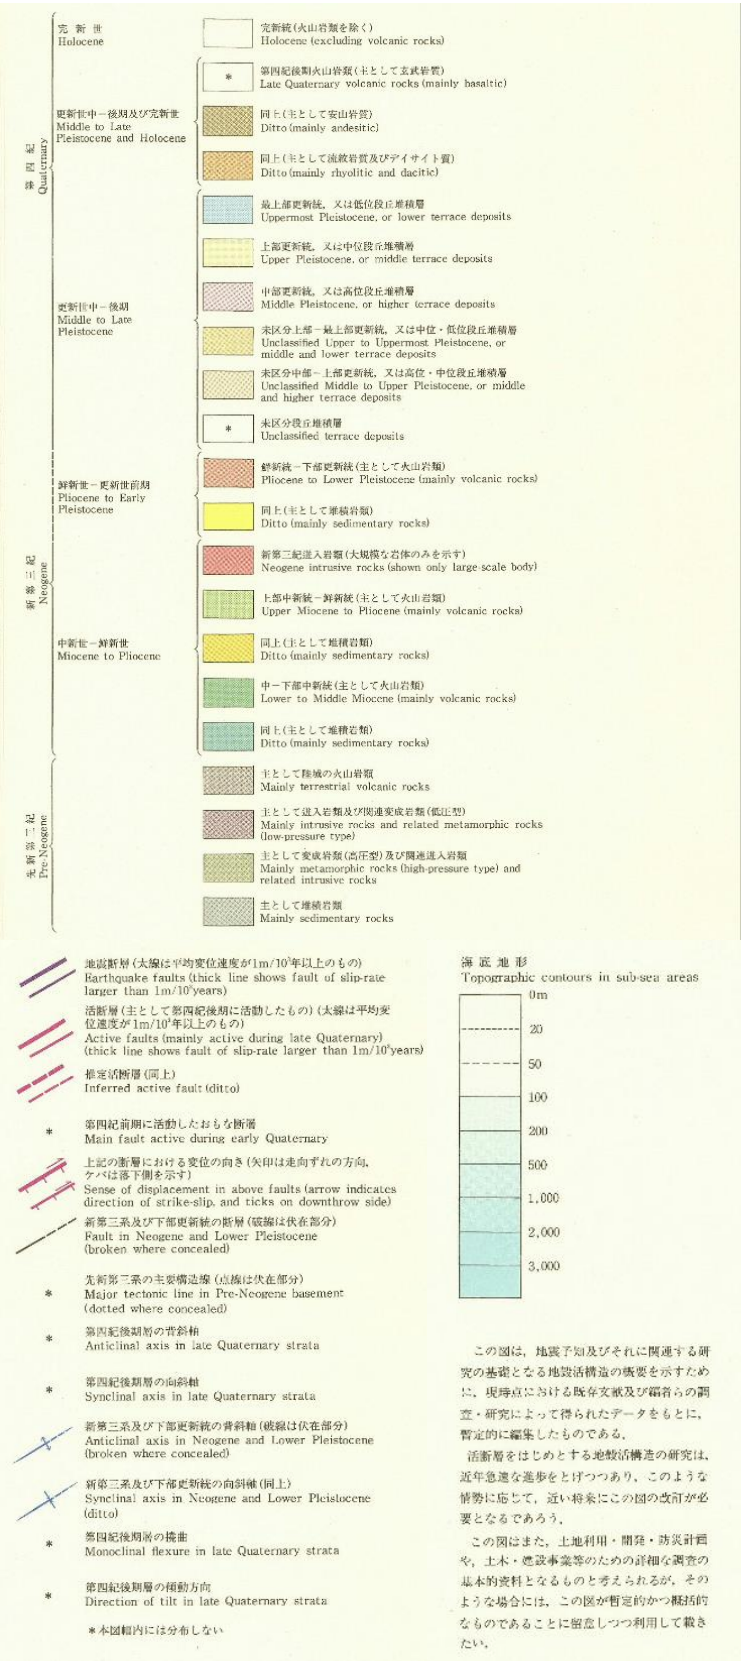 完新世
Holocene
完新統(火山岩類を除く)
Holocene (excluding volcanic rocks)
第四紀
Quaternary
更新世中－後期及び完新世
Middle to Late
Pleistocene and Holocene
*
第四紀後期火山岩類(主として玄武岩質)
Late Quaternary volcanic rocks (mainly basaltic)
同上(主として安山岩質)
Ditto (mainly andesitic)
同上(主として流紋岩質及びデイサイト質)
Ditto (mainly rhyolitic and dacitic)
更新世中－後期
Middle to Late
Pleistocene
最上部更新統，又は低位段丘堆積層
Uppermost Pleistocene, or lower terrace deposits
上部更新統，又は中位段丘堆積層
Upper Pleistocene, or middle terrace deposits
中部更新統，又は高位段丘堆積層
Middle Pleistocene, or higher terrace deposits
未区分上部－最上部更新統，又は中位・低位段丘堆積層
Unclassified Upper to Uppermost Pleistocene, or
middle and lower terrace deposits
未区分中部－上部更新統，又は高位・中位段丘堆積層
Unclassified Middle to Upper Pleistocene, or middle
and higher terrace deposits
*
未区分段丘堆積層
Unclassified terrace deposits
新第三紀
Neogene
鮮新世－更新世前期
Pliocene to Early
Pleistocene
鮮新統－下部更新統(主として火山岩類)
Pliocene to Lower Pleistocene (mainly volcanic rocks)
同上(主として堆積岩類)
Ditto (mainly sedimentary rocks)
中新世－鮮新世
Miocene to Pliocene
新第三紀迸入岩類(大規模な岩体のみを示す)
Neogene intrusive rocks (shown only large-scale body)
上部中新統－鮮新統(主として火山岩類)
Upper Miocene to Pliocene (mainly volcanic rocks)
同上(主として堆積岩類)
Ditto (mainly sedimentary rocks)
中－下部中新統(主として火山岩類)
Lower to Middle Miocene (mainly volcanic rocks)
同上(主として堆積岩類)
Ditto (mainly sedimentary rocks)
先新第三紀
Pre-Neogene
主として陸域の火山岩類
Mainly terrestrial volcanic rocks
主として迸入岩類及び関連変成岩類(低圧型)
Mainly intrusive rocks and related metamorphic rocks
(low-pressure type)
主として変成岩類(高圧型)及び関連迸入岩類
Mainly metamorphic rocks (high-pressure type) and
related intrusive rocks
主として堆積岩類
Mainly sedimentary rocks
地震断層(太線は平均変位速度が1m/10³年以上のもの)
Earthquake faults (thick line shows fault of slip-rate
larger than 1m/10³years)
活断層(主として第四紀後期に活動したもの)(太線は平均変
位速度が1m/10³年以上のもの)
Active faults (mainly active during late Quaternary)
(thick line shows fault of slip-rate larger than 1m/10³years)
推定活断層(同上)
Inferred active fault (ditto)
*
第四紀前期に活動したおもな断層
Main fault active during early Quaternary
上記の断層における変位の向き(矢印は走向ずれの方向，
ケバは落下側を示す)
Sense of displacement in above faults (arrow indicates
direction of strike-slip, and ticks on downthrow side)
新第三系及び下部更新統の断層(破線は伏在部分)
Fault in Neogene and Lower Pleistocene
(broken where concealed)
*
先新第三系の主要構造線(点線は伏在部分)
Major tectonic line in Pre-Neogene basement
(dotted where concealed)
*
第四紀後期層の背斜軸
Anticlinal axis in late Quaternary strata
*
第四紀後期層の向斜軸
Synclinal axis in late Quaternary strata
新第三系及び下部更新統の背斜軸(破線は伏在部分)
Anticlinal axis in Neogene and Lower Pleistocene
(broken where concealed)
新第三系及び下部更新統の向斜軸(同上)
Synclinal axis in Neogene and Lower Pleistocene
(ditto)
*
第四紀後期層の撓曲
Monoclinal flexure in late Quaternary strata
*
第四紀後期層の傾動方向
Direction of tilt in late Quaternary strata
*本図幅内には分布しない
海底地形
Topographic contours in sub-sea areas
0m
20
50
100
200
500
1,000
2,000
3,000
この図は，地震予知及びそれに関連する研
究の基礎となる地殻活構造の概要を示すため
に，現時点における既存文献及び編者らの調
査・研究によって得られたデータをもとに，
暫定的に編集したものである。
活断層をはじめとする地殻活構造の研究は，
近年急速な進歩をとげつつあり，このような
情勢に応じて，近い将来にこの図の改訂が必
要となるであろう。
この図はまた，土地利用・開発・防災計画
や，土木・建設事業等のための詳細な調査の
基本的資料となるものと考えられるが，その
ような場合には，この図が暫定的かつ概括的
なものであることに留意しつつ利用して戴き
たい。